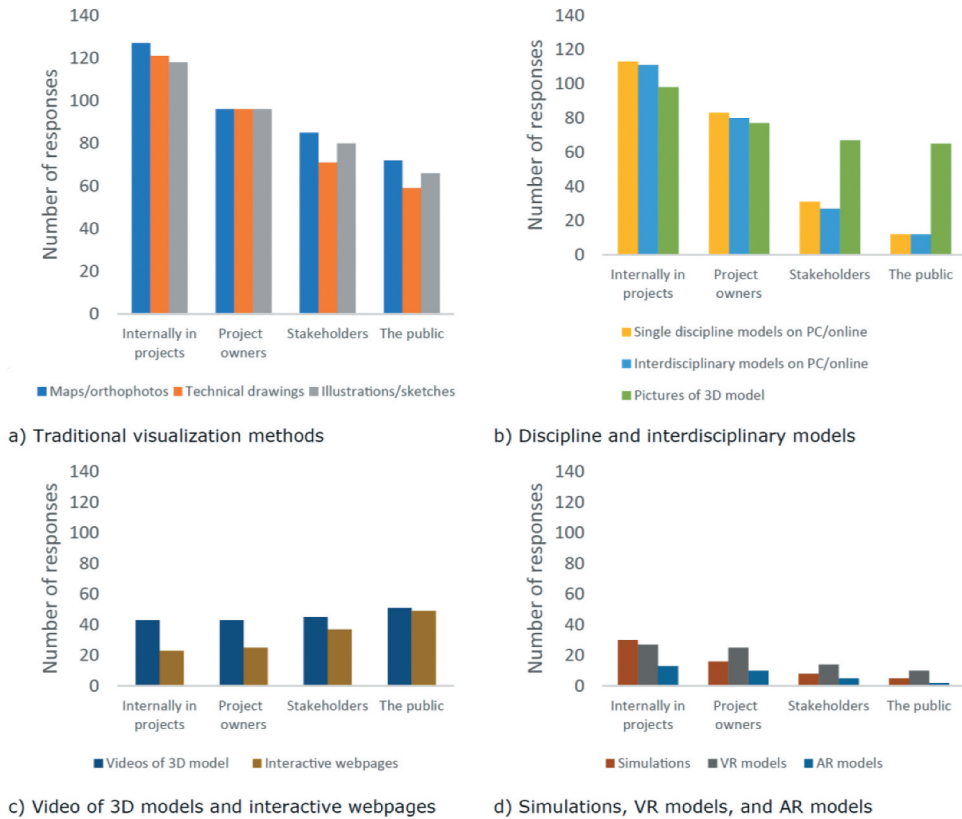 140
120
100
80
60
40
20
0
Number of responses
Internally in projects
Project owners
Stakeholders
The public
Maps/orthophotos
Technical drawings
Illustrations/sketches
a) Traditional visualization methods
140
120
100
80
60
40
20
0
Number of responses
Internally in projects
Project owners
Stakeholders
The public
Single discipline models on PC/online
Interdisciplinary models on PC/online
Pictures of 3D model
b) Discipline and interdisciplinary models
140
120
100
80
60
40
20
0
Number of responses
Internally in projects
Project owners
Stakeholders
The public
Videos of 3D model
Interactive webpages
c) Video of 3D models and interactive webpages
140
120
100
80
60
40
20
0
Number of responses
Internally in projects
Project owners
Stakeholders
The public
Simulations
VR models
AR models
d) Simulations, VR models, and AR models